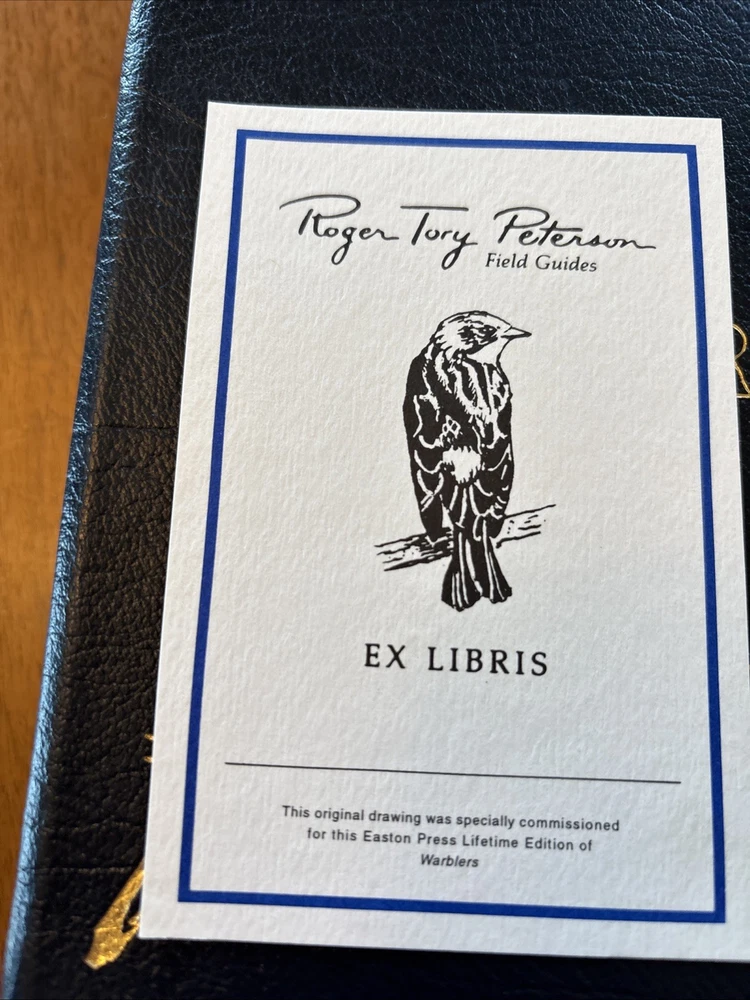 Roger Tory Peterson
Field Guides
EX LIBRIS
This original drawing was specially commissioned
for this Easton Press Lifetime Edition of
Warblers